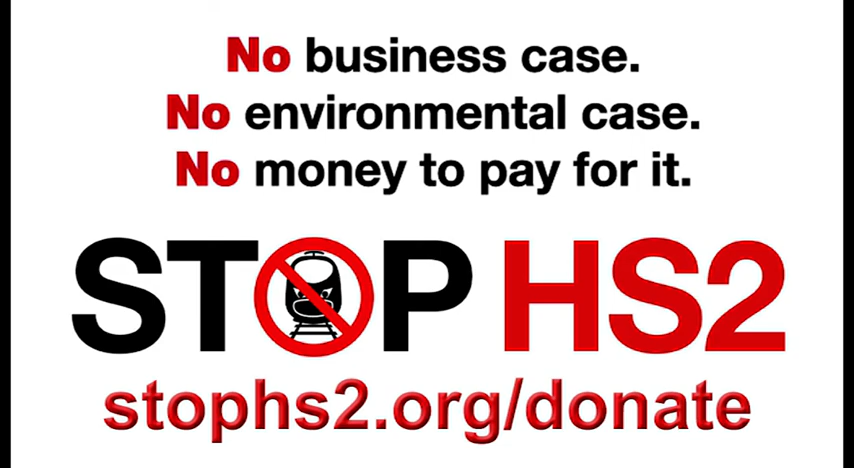 No business case.
No environmental case.
No money to pay for it.
STOP HS2
stophs2.org/donate